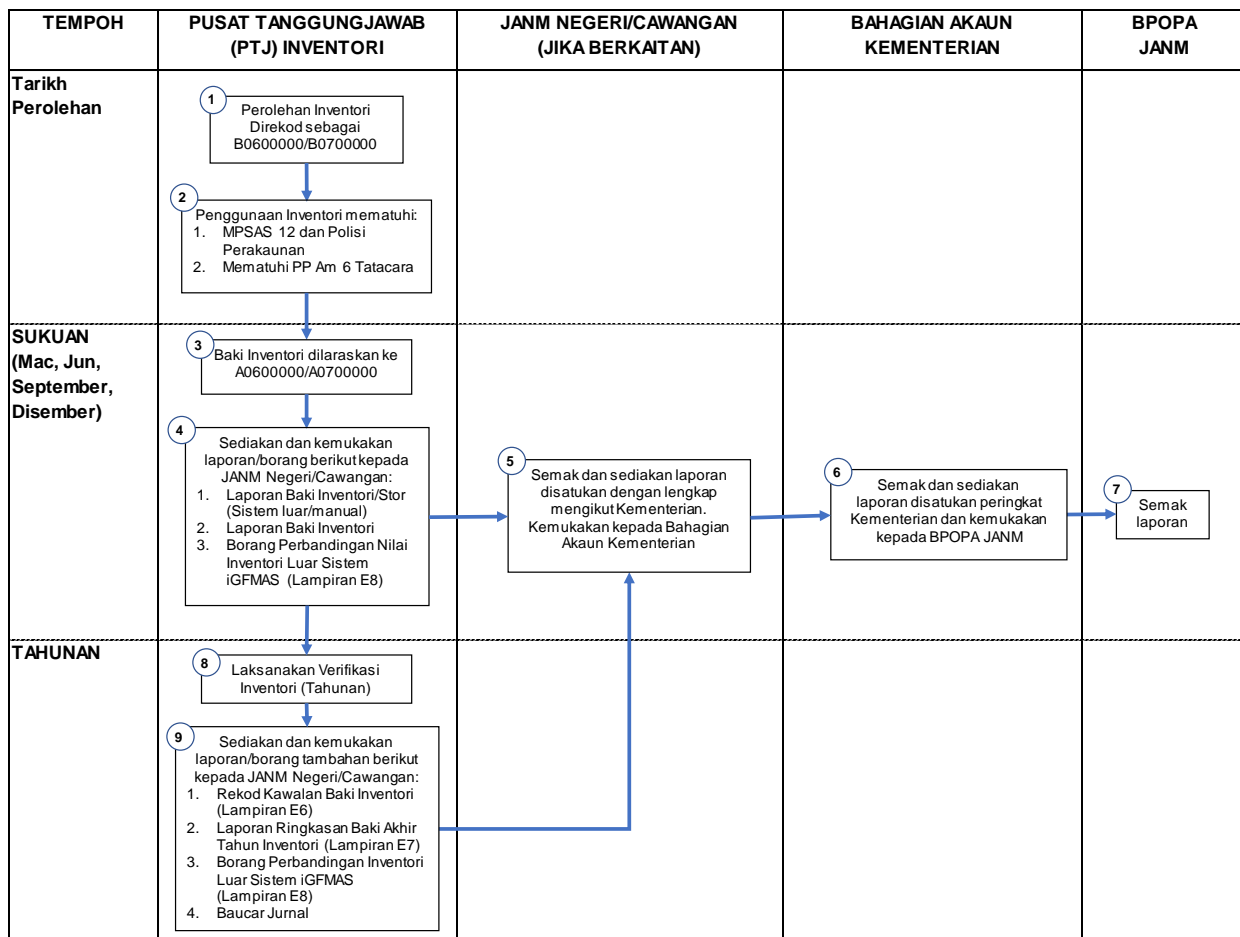 TEMPOH
PUSAT TANGGUNGJAWAB
(PTJ) INVENTORI
JANM NEGERI/CAWANGAN
(JIKA BERKAITAN)
BAHAGIAN AKAUN
KEMENTERIAN
BPOPA
JANM
Tarikh
Perolehan
1
Perolehan Inventori
Direkod sebagai
B0600000/B0700000
2
Penggunaan Inventori mematuhi:
1. MPSAS 12 dan Polisi
Perakaunan
2. Mematuhi PP Am 6 Tatacara
SUKUAN
(Mac, Jun,
September,
Disember)
3
Baki Inventori dilaraskan ke
A0600000/A0700000
4
Sediakan dan kemukakan
laporan/borang berikut kepada
JANM Negeri/Cawangan:
1. Laporan Baki Inventori/Stor
(Sistem luar/manual)
2. Laporan Baki Inventori
3. Borang Perbandingan Nilai
Inventori Luar Sistem
iGFMAS (Lampiran E8)
5
Semak dan sediakan laporan
disatukan dengan lengkap
mengikut Kementerian.
Kemukakan kepada Bahagian
Akaun Kementerian
6
Semak dan sediakan
laporan disatukan peringkat
Kementerian dan kemukakan
kepada BPOPA JANM
7
Semak
laporan
TAHUNAN
8
Laksanakan Verifikasi
Inventori (Tahunan)
9
Sediakan dan kemukakan
laporan/borang tambahan berikut
kepada JANM Negeri/Cawangan:
1. Rekod Kawalan Baki Inventori
(Lampiran E6)
2. Laporan Ringkasan Baki Akhir
Tahun Inventori (Lampiran E7)
3. Borang Perbandingan Inventori
Luar Sistem iGFMAS
(Lampiran E8)
4. Baucar Jurnal